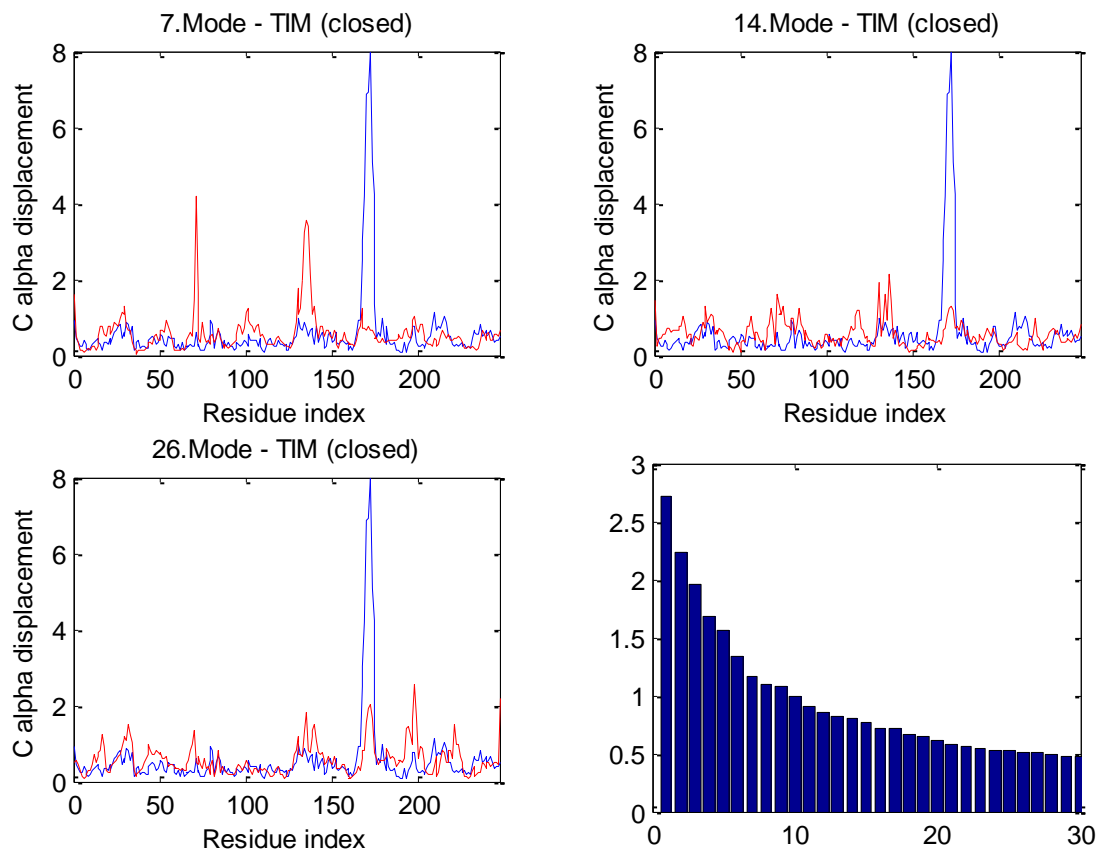 7.Mode - TIM (closed)
8
6
4
2
0
C alpha displacement
0 50 100 150 200
Residue index
14.Mode - TIM (closed)
8
6
4
2
0
C alpha displacement
0 50 100 150 200
Residue index
26.Mode - TIM (closed)
8
6
4
2
0
C alpha displacement
0 50 100 150 200
Residue index
3
2.5
2
1.5
1
0.5
0
0 10 20 30